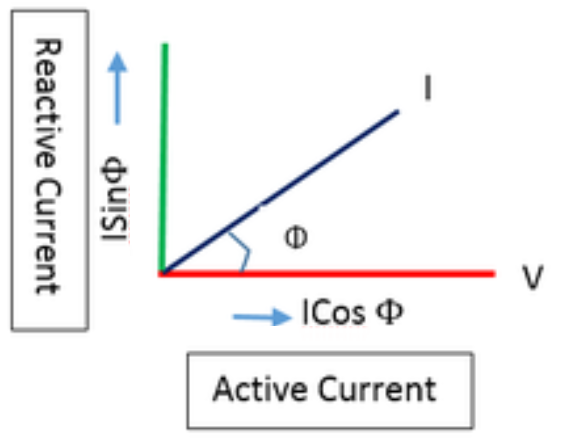 Reactive Current
ISinΦ
I
Φ
V
ICos Φ
Active Current